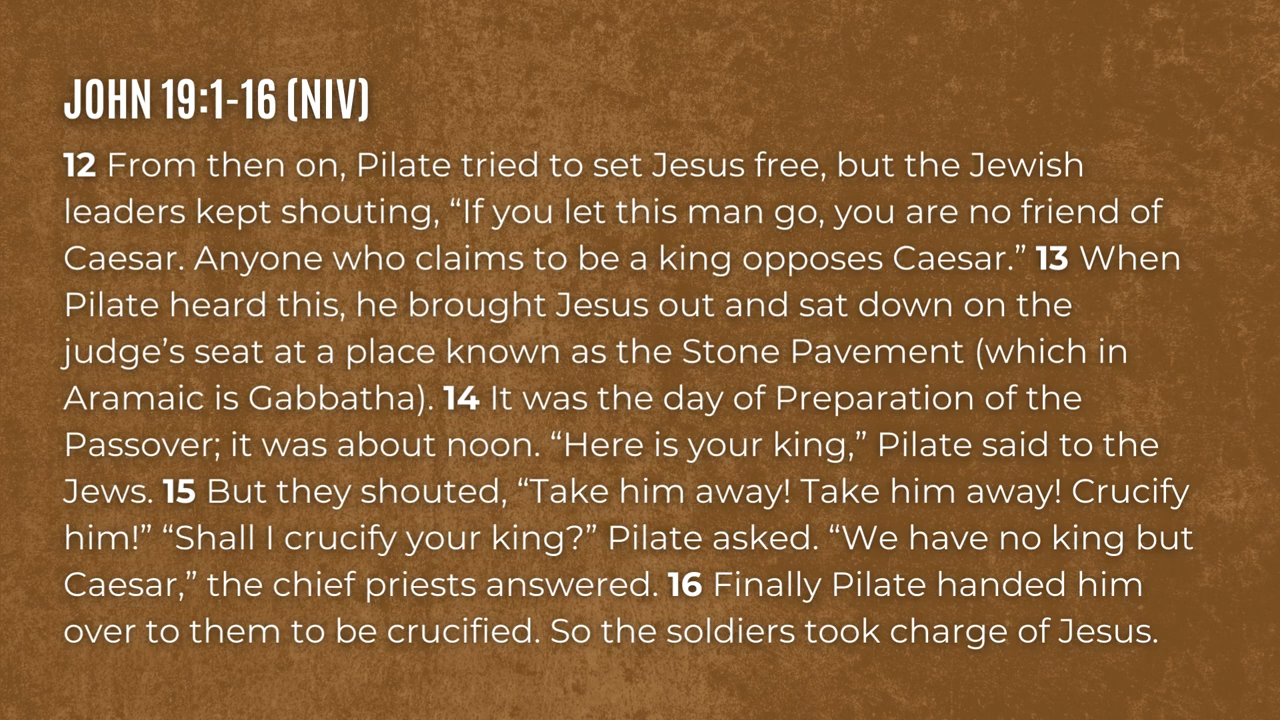 JOHN 19:1-16 (NIV)
12 From then on, Pilate tried to set Jesus free, but the Jewish
leaders kept shouting, “If you let this man go, you are no friend of
Caesar. Anyone who claims to be a king opposes Caesar.” 13 When
Pilate heard this, he brought Jesus out and sat down on the
judge’s seat at a place known as the Stone Pavement (which in
Aramaic is Gabbatha). 14 It was the day of Preparation of the
Passover; it was about noon. “Here is your king,” Pilate said to the
Jews. 15 But they shouted, “Take him away! Take him away! Crucify
him!” “Shall I crucify your king?” Pilate asked. “We have no king but
Caesar,” the chief priests answered. 16 Finally Pilate handed him
over to them to be crucified. So the soldiers took charge of Jesus.